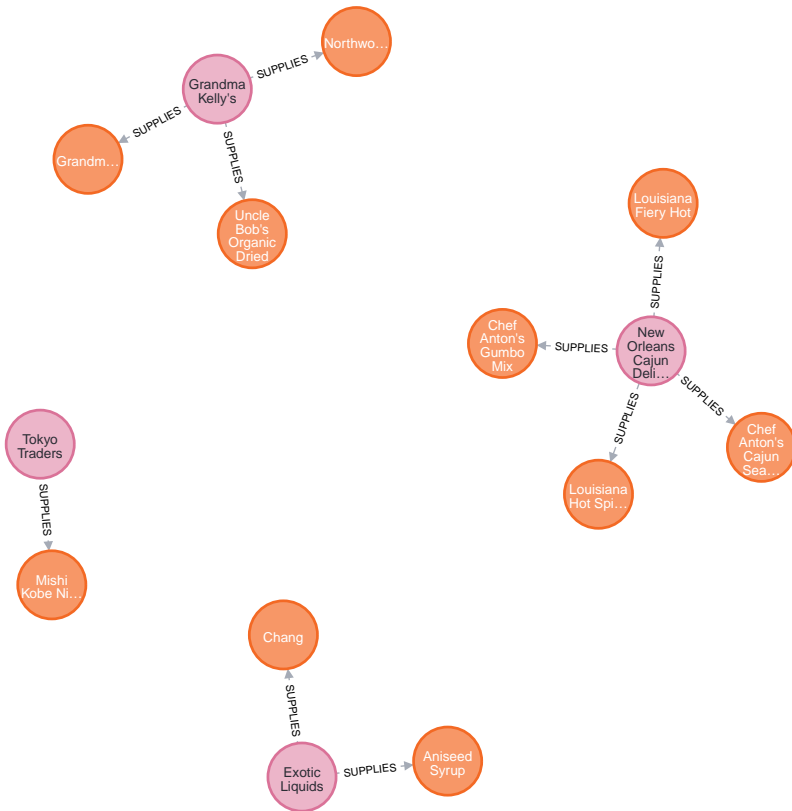 Northwo…
SUPPLIES
Grandma
Kelly's
SUPPLIES
Grandm…
SUPPLIES
Uncle
Bob's
Organic
Dried
Louisiana
Fiery Hot
SUPPLIES
Chef
Anton's
Gumbo
Mix
SUPPLIES
New
Orleans
Cajun
Deli…
SUPPLIES
Chef
Anton's
Cajun
Sea…
SUPPLIES
Louisiana
Hot Spi…
Tokyo
Traders
SUPPLIES
Mishi
Kobe Ni…
Chang
SUPPLIES
Exotic
Liquids
SUPPLIES
Aniseed
Syrup